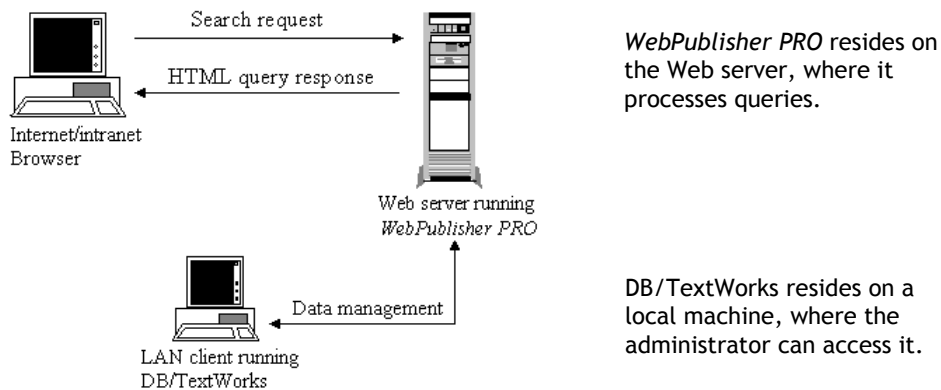 Search request
HTML query response
Internet/intranet
Browser
Web server running
WebPublisher PRO
WebPublisher PRO resides on
the Web server, where it
processes queries.
Data management
LAN client running
DB/TextWorks
DB/TextWorks resides on a
local machine, where the
administrator can access it.